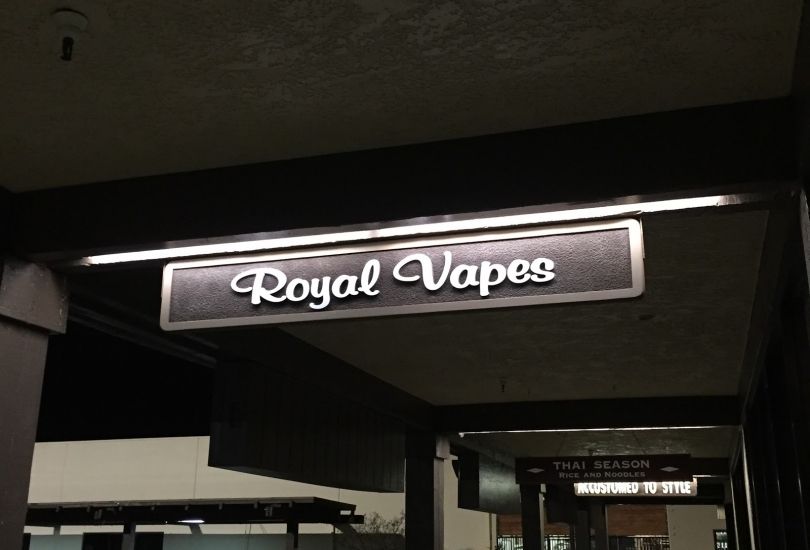 Royal Vapes
THAI SEASON
RICE AND NOODLES
ACCUSTOMED TO STYLE